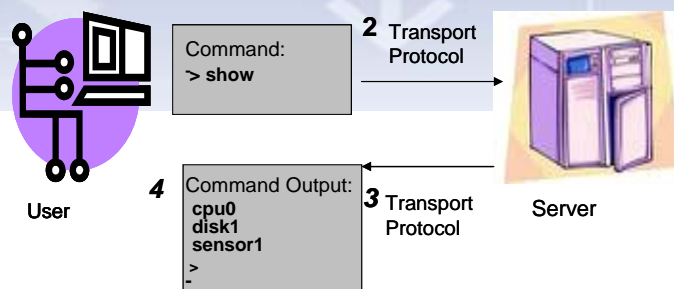 Command:
-> show
2 Transport
Protocol
User
4
Command Output:
cpu0
disk1
sensor1
>
-
3 Transport
Protocol
Server